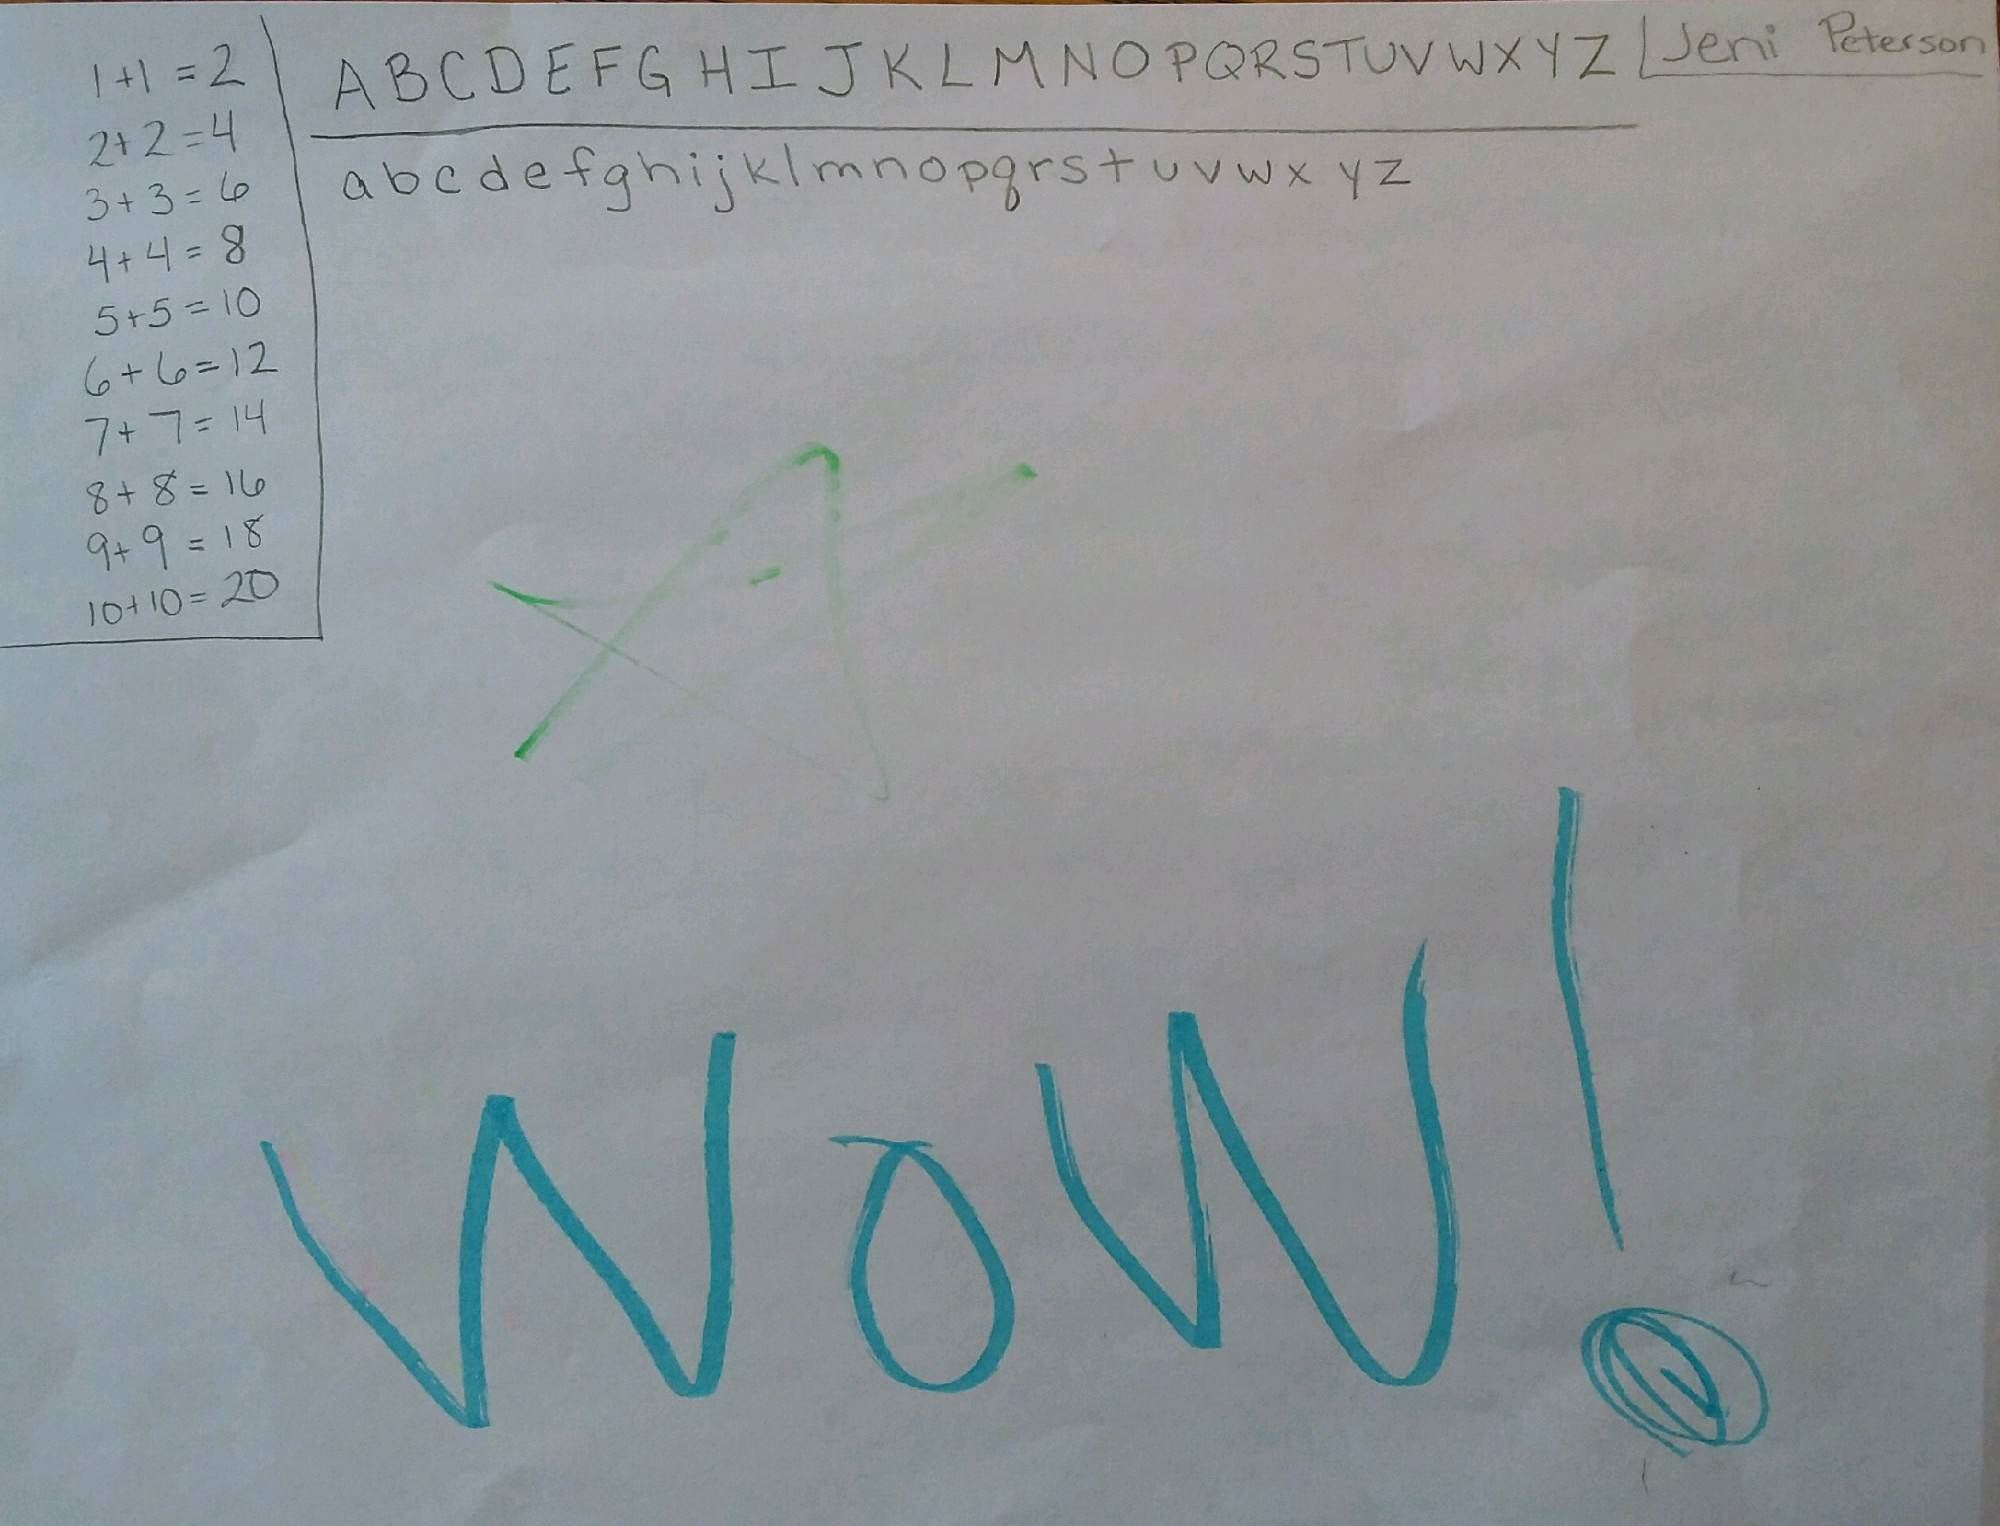 1+1=2
2+2=4
3+3=6
4+4=8
5+5=10
6+6=12
7+7=14
8+8=16
9+9=18
10+10=20
ABCDEFGHIJKLMNOPQRSTUVWXYZ
Jeni Peterson
abcdefghijklmnopqrstuvwxyz
WoW!